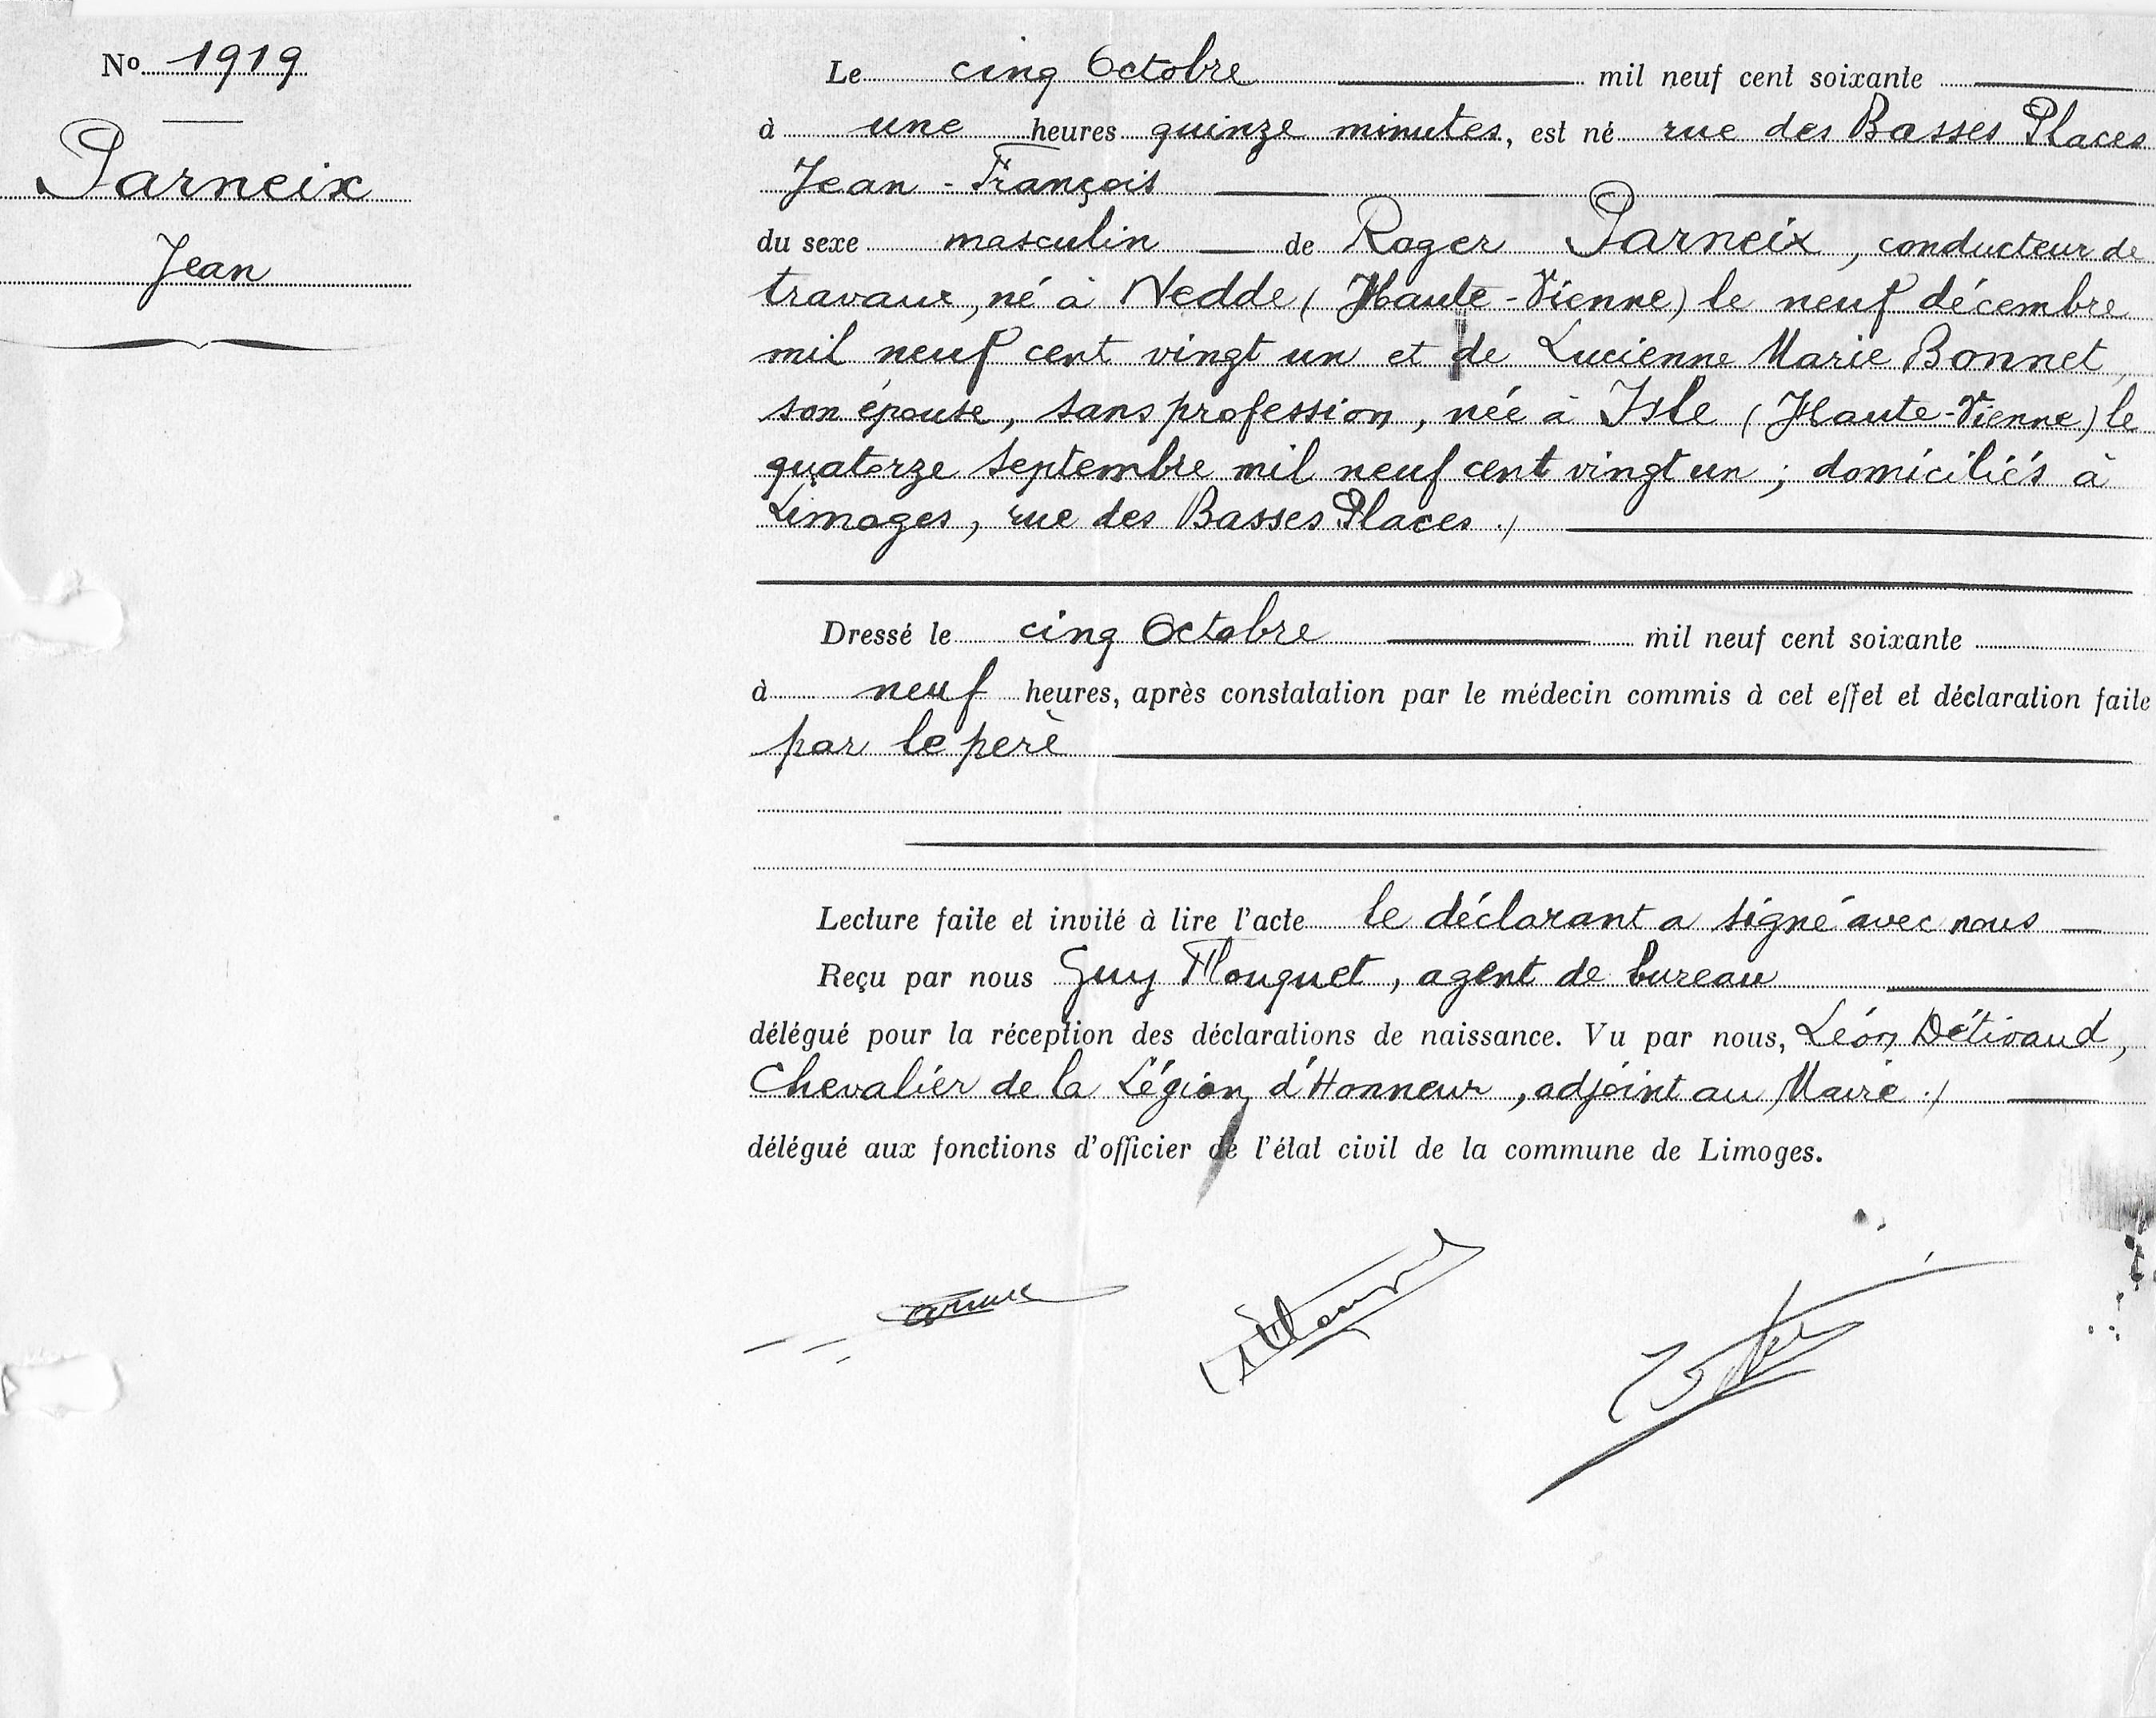 No 1919
Parneix
Jean
Le cinq Octobre mil neuf cent soixante
à une heures quinze minutes, est né rue des Basses Places
Jean-François
du sexe masculin de Roger Parneix, conducteur de
travaux, né à Nedde (Haute-Vienne) le neuf décembre
mil neuf cent vingt un et de Lucienne Marie Bonnet,
son épouse, sans profession, née à Isle (Haute-Vienne) le
quatorze septembre mil neuf cent vingt un ; domiciliés à
Limoges, rue des Basses Places ./
Dressé le cinq Octobre mil neuf cent soixante
à neuf heures, après constatation par le médecin commis à cet effet et déclaration faite
par le père
Lecture faite et invité à lire l'acte le déclarant a signé avec nous
Reçu par nous Guy Flouquet, agent de bureau
délégué pour la réception des déclarations de naissance. Vu par nous, Léon Détivaud,
Chevalier de la Légion d'Honneur, adjoint au Maire ./
délégué aux fonctions d'officier de l'état civil de la commune de Limoges.